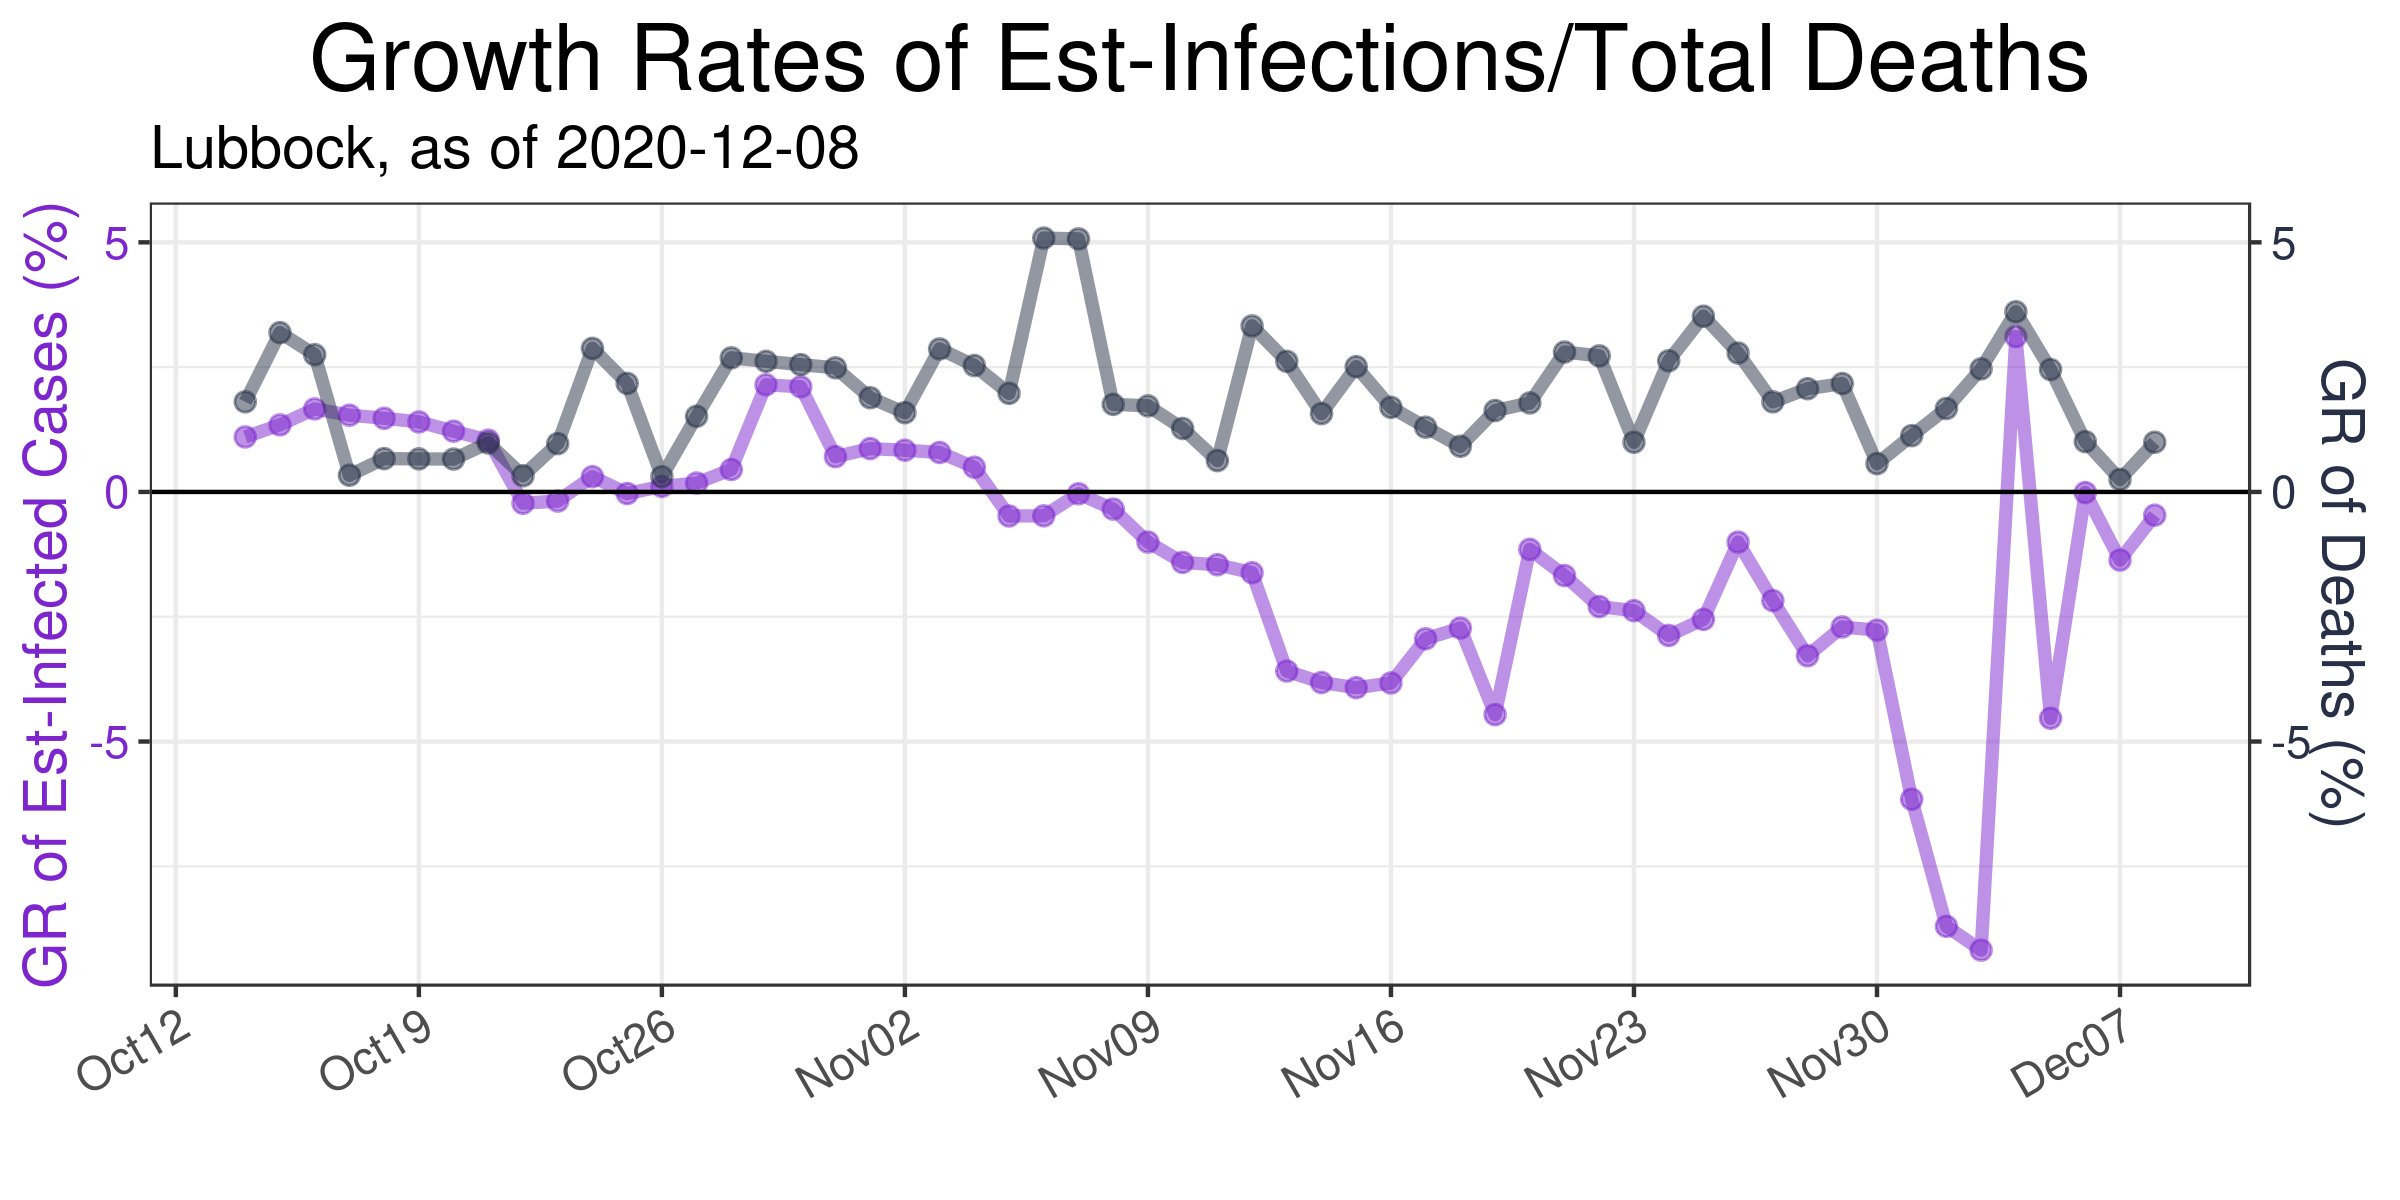 Growth Rates of Est-Infections/Total Deaths
Lubbock, as of 2020-12-08
GR of Est-Infected Cases (%)
5
0
-5
5
0
-5
GR of Deaths (%)
Oct12
Oct19
Oct26
Nov02
Nov09
Nov16
Nov23
Nov30
Dec07